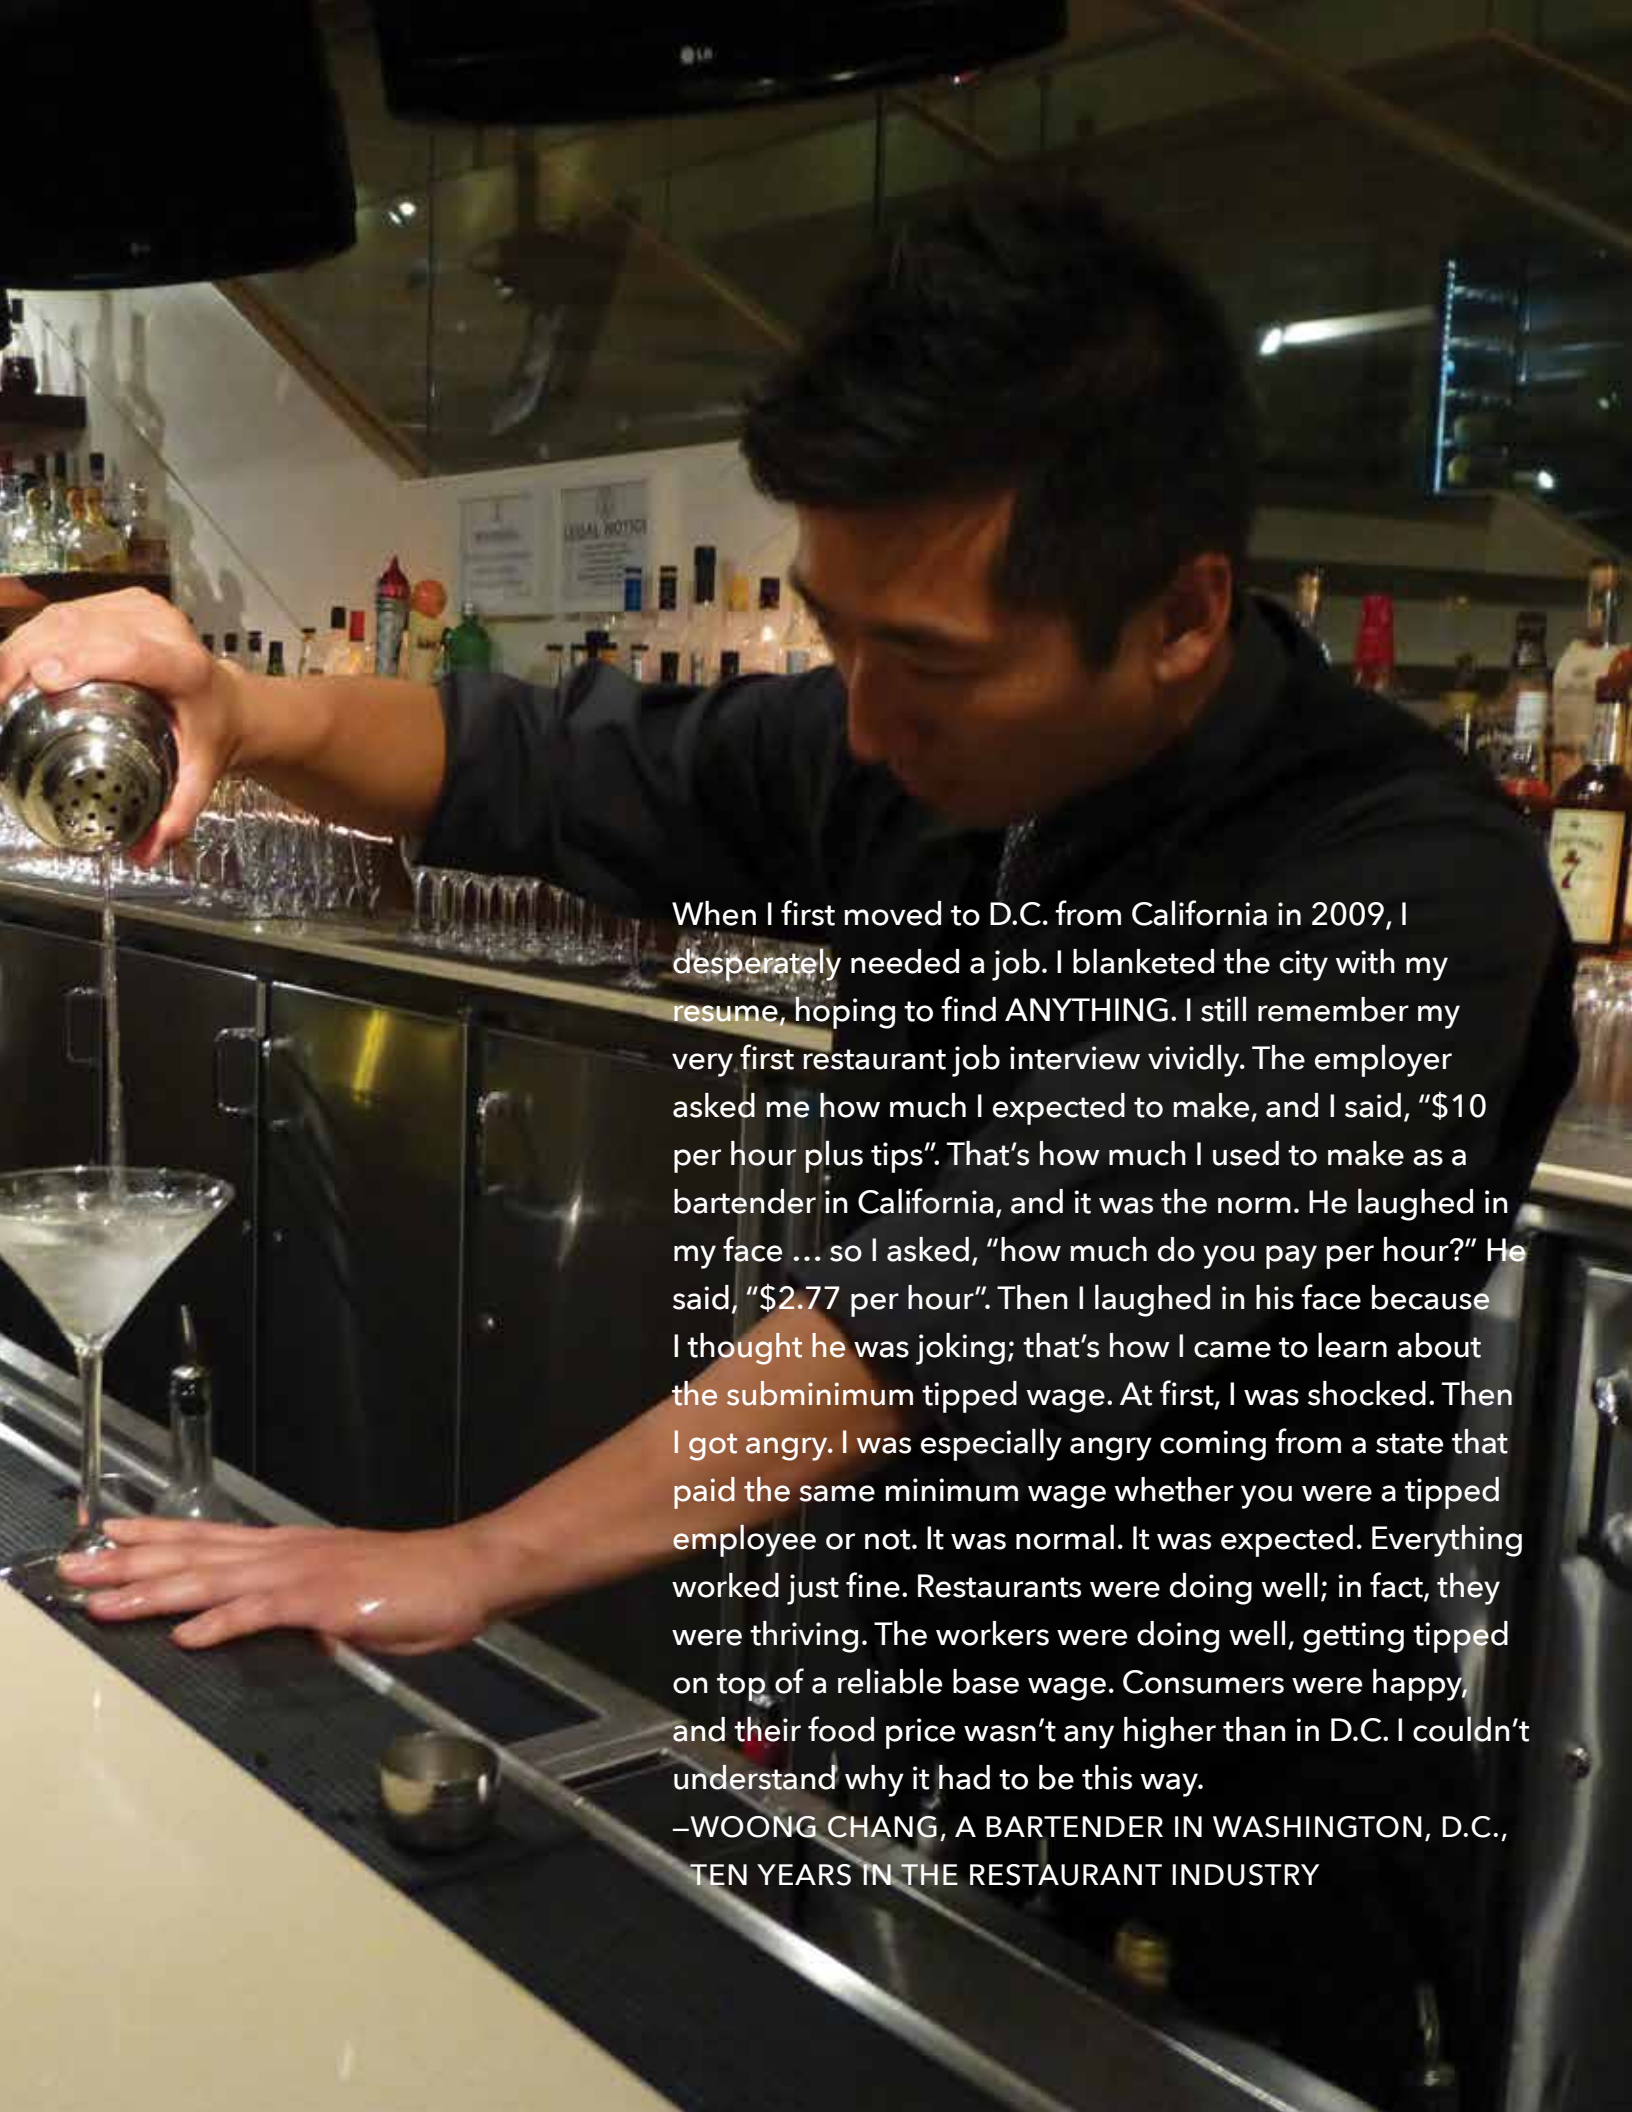 LG
LEGAL NOTICE
7
When I first moved to D.C. from California in 2009, I
desperately needed a job. I blanketed the city with my
resume, hoping to find ANYTHING. I still remember my
very first restaurant job interview vividly. The employer
asked me how much I expected to make, and I said, “$10
per hour plus tips”. That’s how much I used to make as a
bartender in California, and it was the norm. He laughed in
my face … so I asked, “how much do you pay per hour?” He
said, “$2.77 per hour”. Then I laughed in his face because
I thought he was joking; that’s how I came to learn about
the subminimum tipped wage. At first, I was shocked. Then
I got angry. I was especially angry coming from a state that
paid the same minimum wage whether you were a tipped
employee or not. It was normal. It was expected. Everything
worked just fine. Restaurants were doing well; in fact, they
were thriving. The workers were doing well, getting tipped
on top of a reliable base wage. Consumers were happy,
and their food price wasn’t any higher than in D.C. I couldn’t
understand why it had to be this way.
–WOONG CHANG, A BARTENDER IN WASHINGTON, D.C.,
TEN YEARS IN THE RESTAURANT INDUSTRY